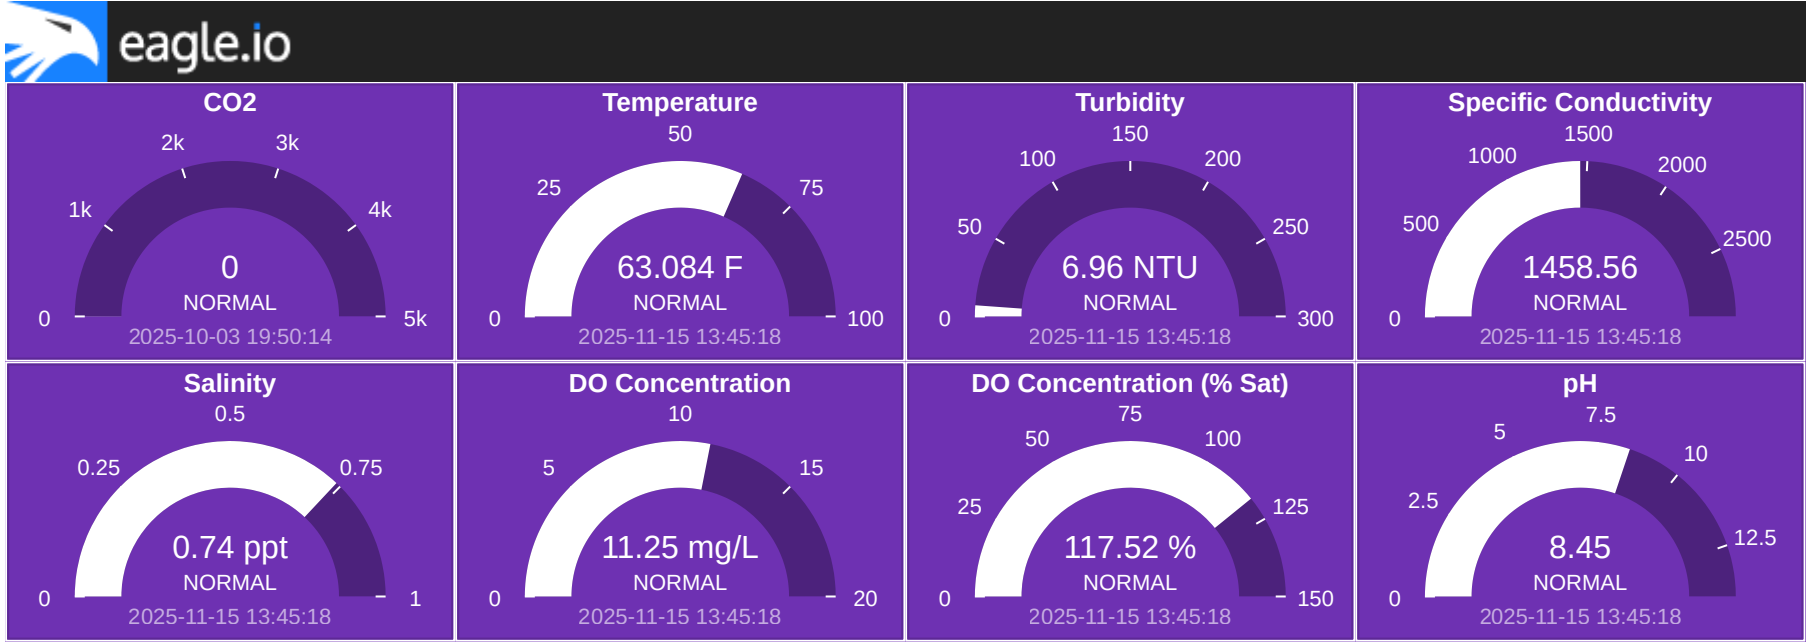 eagle.io
CO2
0
1k
2k
3k
4k
5k
0
NORMAL
2025-10-03 19:50:14
Temperature
0
25
50
75
100
63.084 F
NORMAL
2025-11-15 13:45:18
Turbidity
0
50
100
150
200
250
300
6.96 NTU
NORMAL
2025-11-15 13:45:18
Specific Conductivity
0
500
1000
1500
2000
2500
1458.56
NORMAL
2025-11-15 13:45:18
Salinity
0
0.25
0.5
0.75
1
0.74 ppt
NORMAL
2025-11-15 13:45:18
DO Concentration
0
5
10
15
20
11.25 mg/L
NORMAL
2025-11-15 13:45:18
DO Concentration (% Sat)
0
25
50
75
100
125
150
117.52 %
NORMAL
2025-11-15 13:45:18
pH
0
2.5
5
7.5
10
12.5
8.45
NORMAL
2025-11-15 13:45:18